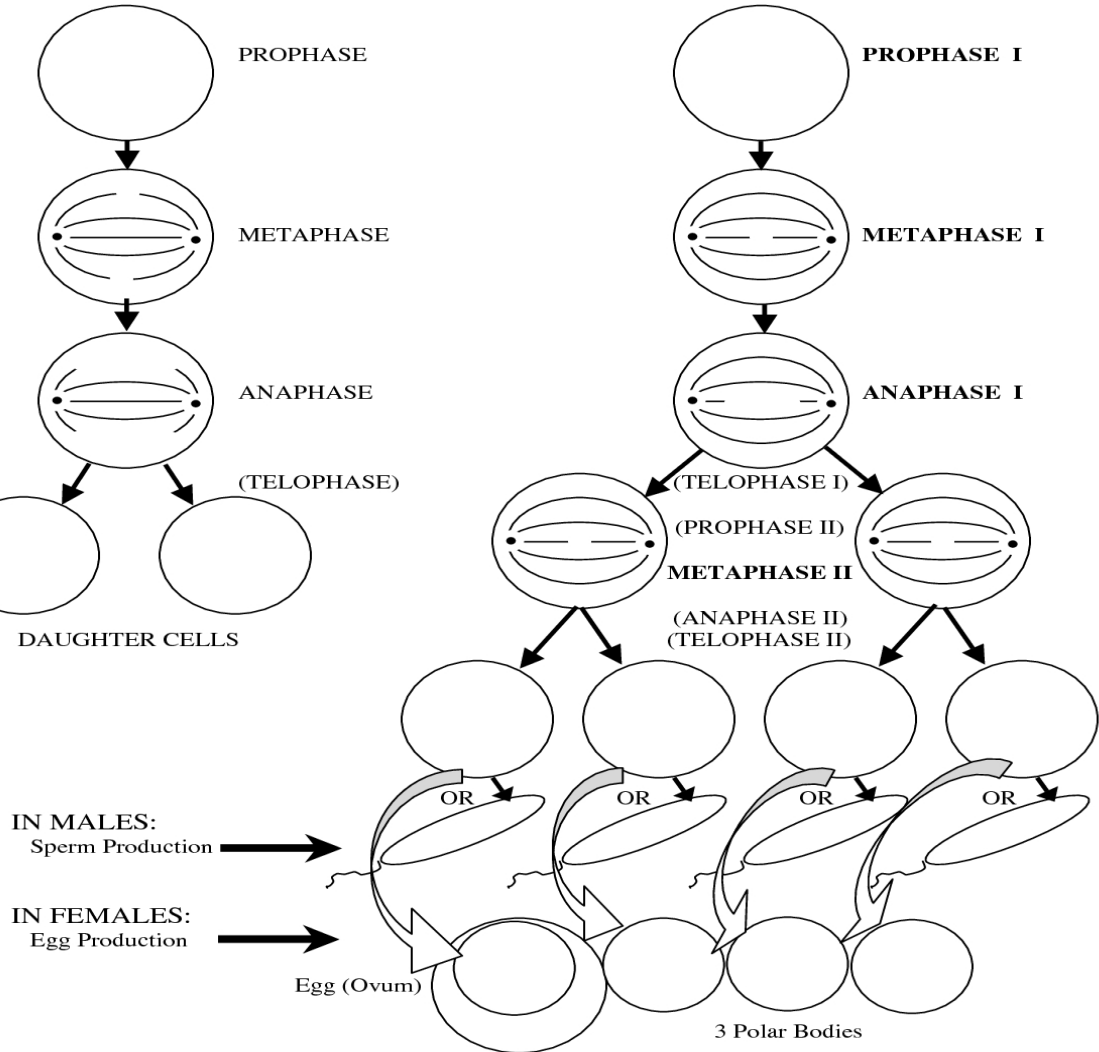 PROPHASE
METAPHASE
ANAPHASE
(TELOPHASE)
DAUGHTER CELLS
PROPHASE I
METAPHASE I
ANAPHASE I
(TELOPHASE I)
(PROPHASE II)
METAPHASE II
(ANAPHASE II)
(TELOPHASE II)
OR
OR
OR
OR
IN MALES:
Sperm Production
IN FEMALES:
Egg Production
Egg (Ovum)
3 Polar Bodies